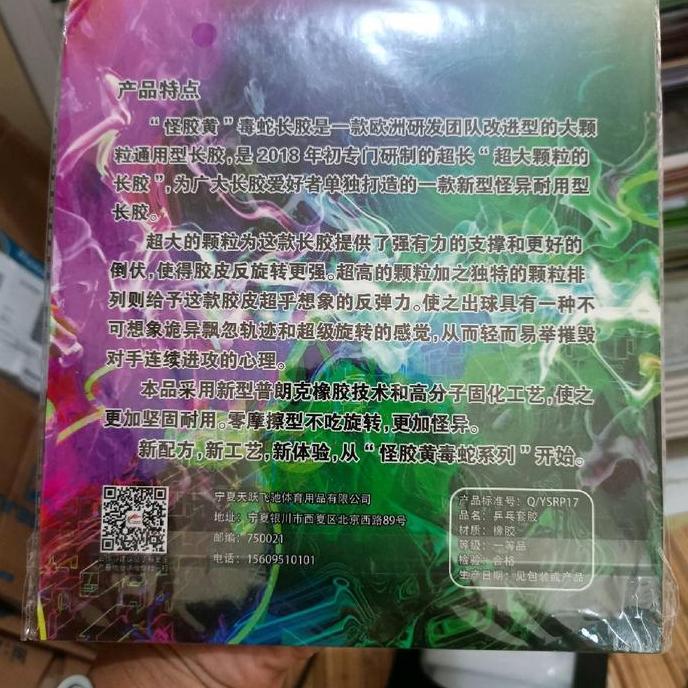 产品特点
“怪胶黄”毒蛇长胶是一款欧洲研发团队改进型的大颗
粒通用型长胶，是2018年初专门研制的超长“超大颗粒的
长胶”，为广大长胶爱好者单独打造的一款新型怪异耐用型
长胶。
超大的颗粒为这款长胶提供了强有力的支撑和更好的
倒伏，使得胶皮反旋转更强。超高的颗粒加之独特的颗粒排
列则给予这款胶皮超乎想象的反弹力。使之出球具有一种不
可想象诡异飘忽轨迹和超级旋转的感觉，从而轻而易举摧毁
对手连续进攻的心理。
本品采用新型普朗克橡胶技术和高分子固化工艺，使之
更加坚固耐用。零摩擦型不吃旋转，更加怪异。
新配方，新工艺，新体验，从“怪胶黄毒蛇系列”开始。
宁夏天跃飞驰体育用品有限公司
地址：宁夏银川市西夏区北京西路89号
邮编：750021
电话：15609510101
产品标准号：Q/YSRP17
品名：乒乓套胶
材质：橡胶
等级：一等品
检验：合格
生产日期：见包装或产品